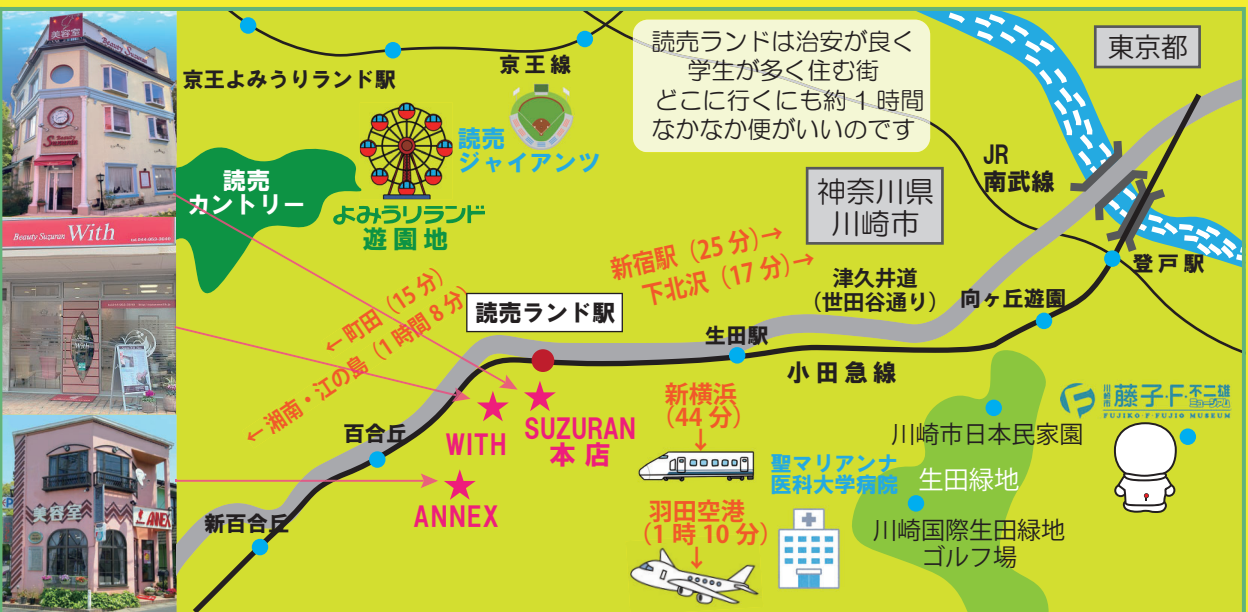 美容室
Beauty Suzuran
Beauty
Suzuran
Beauty Suzuran With
美容室
ANNEX
京王よみうりランド駅
京王線
読売
ジャイアンツ
よみうりランド
遊園地
読売
カントリー
読売ランドは治安が良く
学生が多く住む街
どこに行くにも約1時間
なかなか便がいいのです
東京都
JR
南武線
神奈川県
川崎市
登戸駅
新宿駅（25分）→
下北沢（17分）→
津久井道
（世田谷通り）
向ヶ丘遊園
←町田（15分）
←湘南・江の島（1時間8分）
読売ランド駅
生田駅
小田急線
百合丘
新百合丘
WITH
SUZURAN
本店
ANNEX
新横浜
（44分）
↓
羽田空港
（1時10分）
↓
聖マリアンナ
医科大学病院
川崎市日本民家園
生田緑地
川崎国際生田緑地
ゴルフ場
川崎市
藤子・F・不二雄
ミュージアム
FUJIKO・F・FUJIO MUSEUM